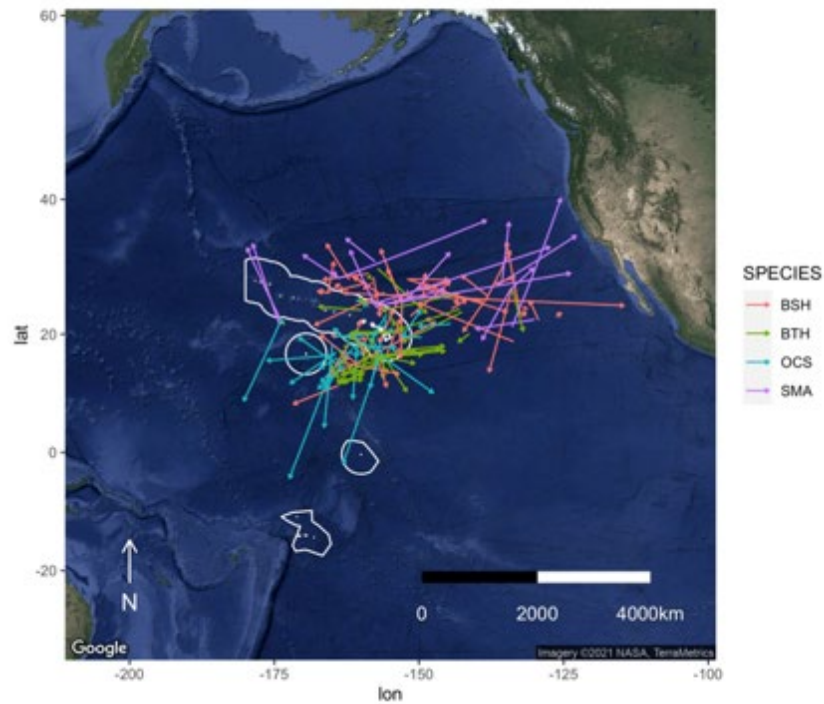 60
40
20
0
-20
lat
-200
-175
-150
-125
-100
lon
N
0 2000 4000km
Google
Imagery ©2021 NASA, TerraMetrics
SPECIES
BSH
BTH
OCS
SMA